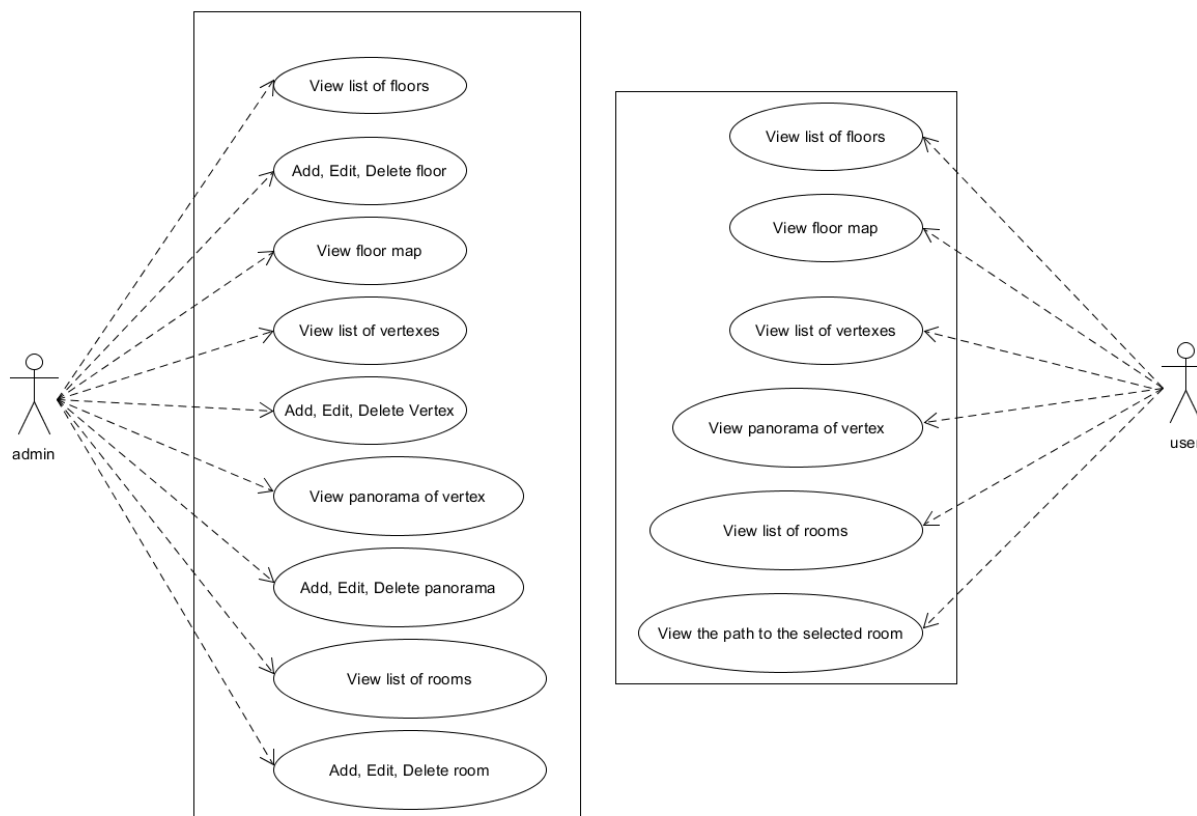 View list of floors
Add, Edit, Delete floor
View floor map
View list of vertexes
Add, Edit, Delete Vertex
View panorama of vertex
Add, Edit, Delete panorama
View list of rooms
Add, Edit, Delete room
admin
View list of floors
View floor map
View list of vertexes
View panorama of vertex
View list of rooms
View the path to the selected room
user